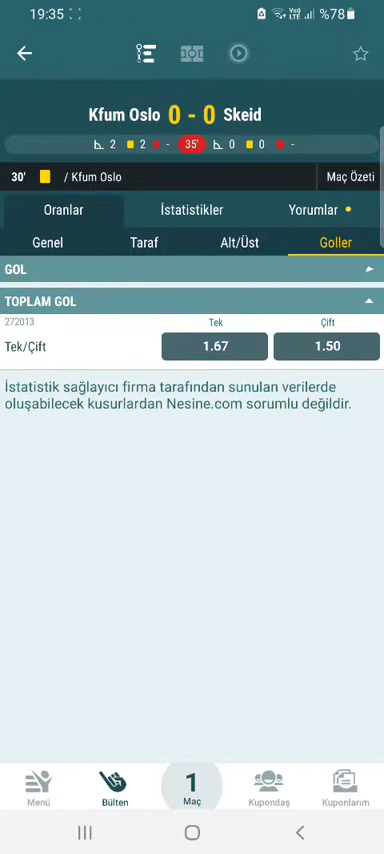 19:35 Vo) LTE %78
Kfum Oslo 0 - 0 Skeid
2 2 - 35' 0 0 -
30' / Kfum Oslo Maç Özeti
Oranlar İstatistikler Yorumlar
Genel Taraf Alt/Üst Goller
GOL
TOPLAM GOL
272013 Tek Çift
Tek/Çift 1.67 1.50
İstatistik sağlayıcı firma tarafından sunulan verilerde
oluşabilecek kusurlardan Nesine.com sorumlu değildir.
1
Menü Bülten Maç Kupondaş Kuponlarım